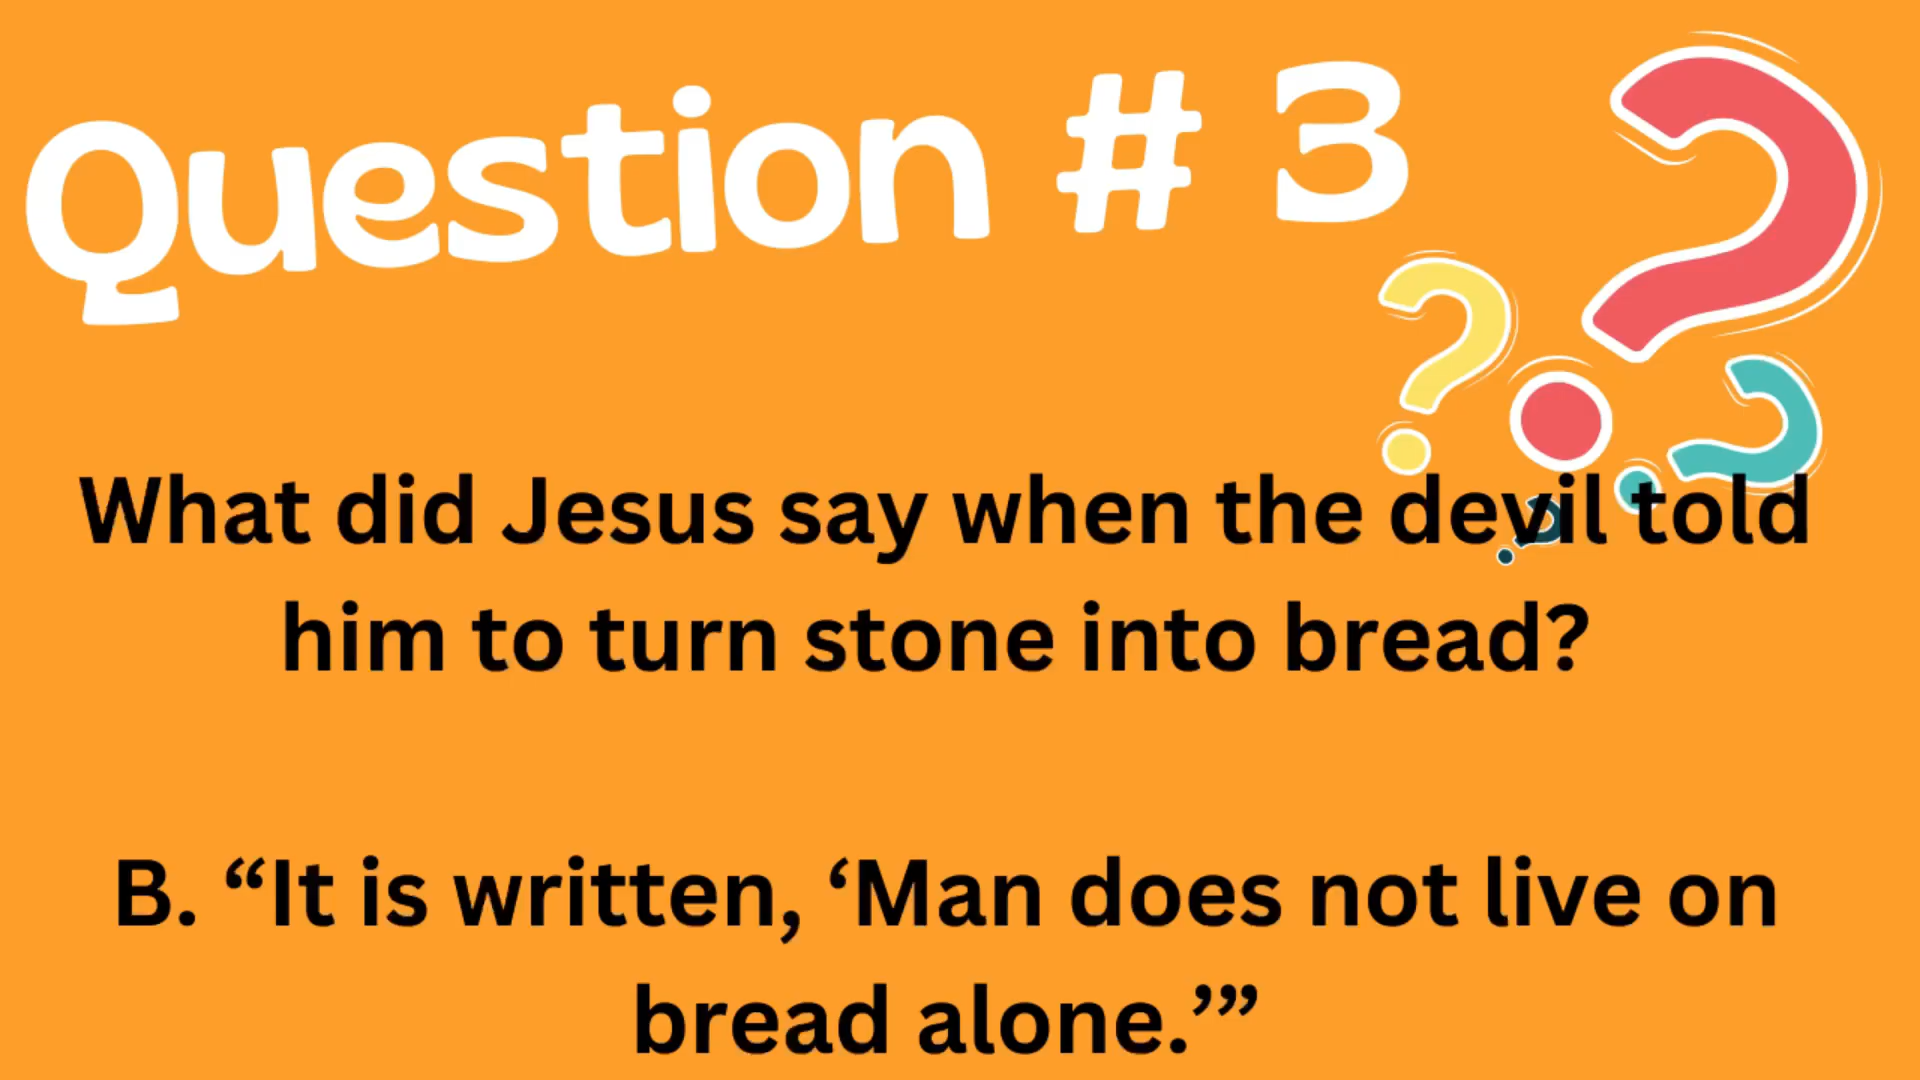 Question # 3
What did Jesus say when the devil told
him to turn stone into bread?
B. “It is written, ‘Man does not live on
bread alone.’”